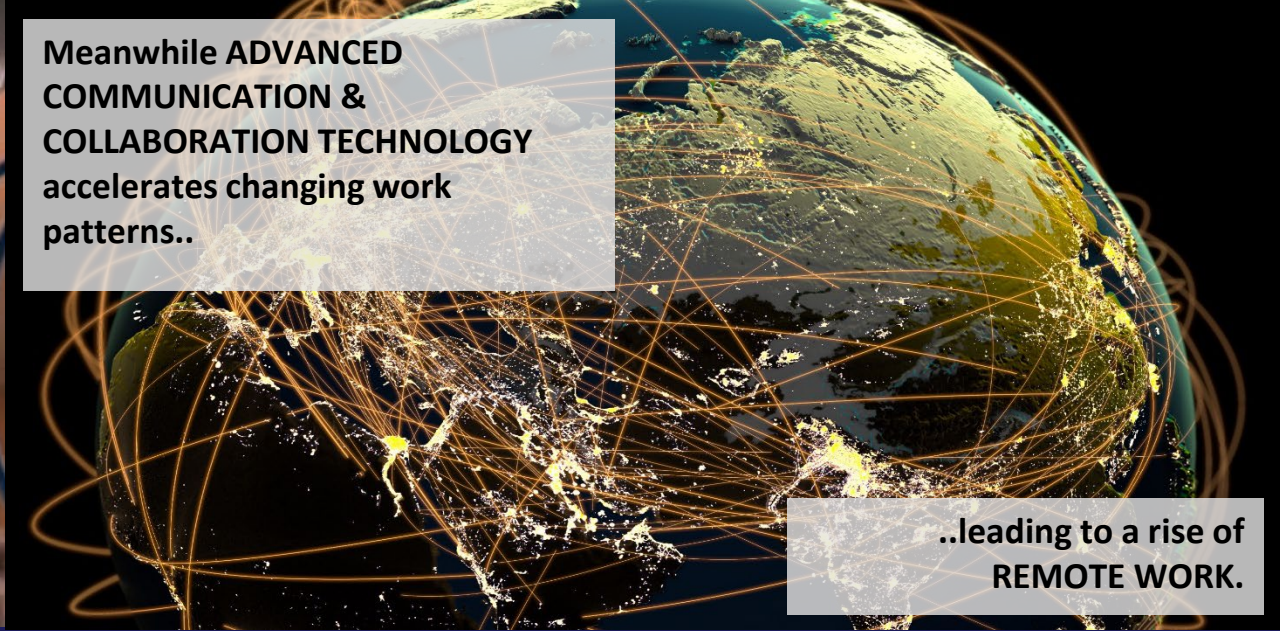 Meanwhile ADVANCED
COMMUNICATION &
COLLABORATION TECHNOLOGY
accelerates changing work
patterns..
..leading to a rise of
REMOTE WORK.